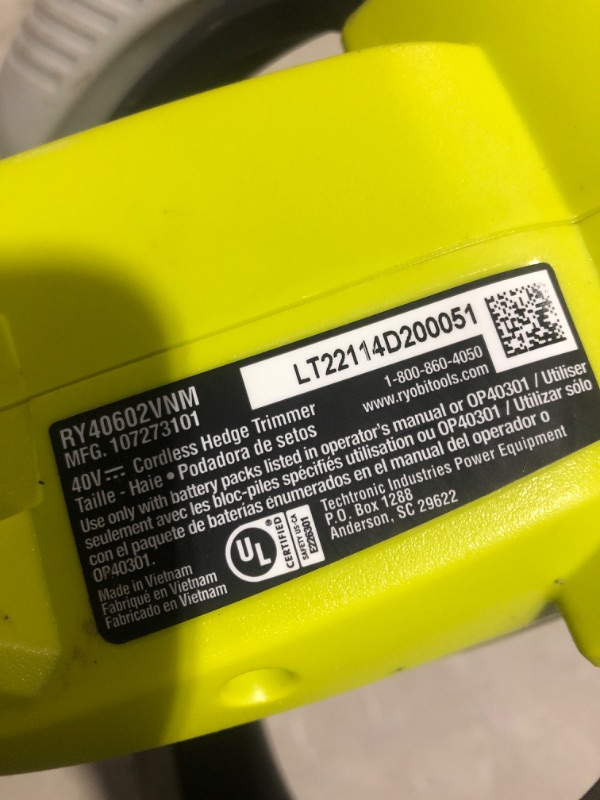 LT22114D200051
RY40602VNM
MFG. 107273101
1-800-860-4050
www.ryobitools.com
40V⎓ Cordless Hedge Trimmer
Taille - Haie • Podadora de setos
Use only with battery packs listed in operator's manual or OP40301 / Utiliser
seulement avec les bloc-piles spécifiés utilisation ou OP40301 / Utilizar sólo
con el paquete de baterías enumerados en el manual del operador o
OP40301.
Made in Vietnam
Fabriqué en Vietnam
Fabricado en Vietnam
UL®
CERTIFIED
SAFETY US-CA
E226301
Techtronic Industries Power Equipment
P.O. Box 1288
Anderson, SC 29622